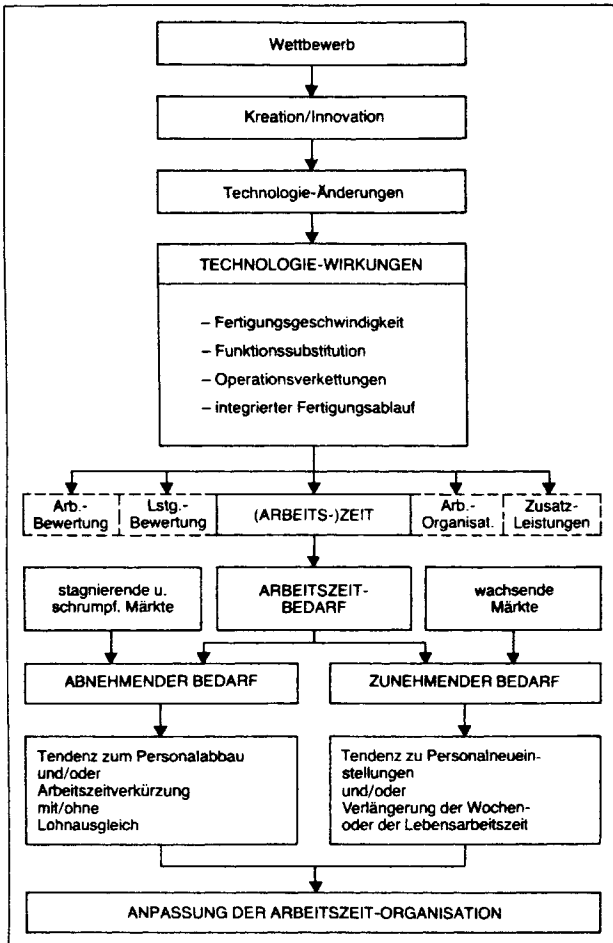 Wettbewerb
Kreation/Innovation
Technologie-Änderungen
TECHNOLOGIE-WIRKUNGEN
– Fertigungsgeschwindigkeit
– Funktionssubstitution
– Operationsverkettungen
– integrierter Fertigungsablauf
Arb.-
Bewertung
Lstg.-
Bewertung
(ARBEITS-)ZEIT
Arb.-
Organisat.
Zusatz-
Leistungen
stagnierende u.
schrumpf. Märkte
ARBEITSZEIT-
BEDARF
wachsende
Märkte
ABNEHMENDER BEDARF
ZUNEHMENDER BEDARF
Tendenz zum Personalabbau
und/oder
Arbeitszeitverkürzung
mit/ohne
Lohnausgleich
Tendenz zu Personalneuein-
stellungen
und/oder
Verlängerung der Wochen-
oder der Lebensarbeitszeit
ANPASSUNG DER ARBEITSZEIT-ORGANISATION